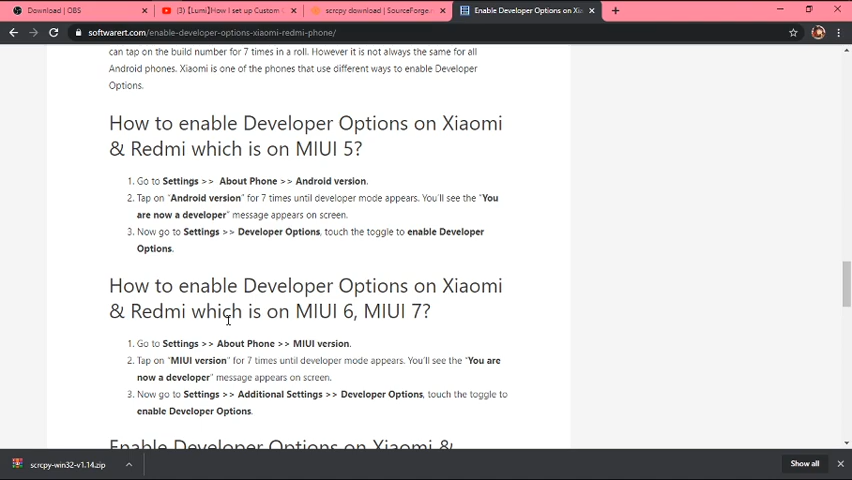 Download | OBS
(3) 【Lumi】How I set up Custom
scrcpy download | SourceForge.n
Enable Developer Options on Xia
softwarert.com/enable-developer-options-xiaomi-redmi-phone/
can tap on the build number for 7 times in a roll. However it is not always the same for all
Android phones. Xiaomi is one of the phones that use different ways to enable Developer
Options.
How to enable Developer Options on Xiaomi
& Redmi which is on MIUI 5?
1. Go to Settings >> About Phone >> Android version.
2. Tap on “Android version” for 7 times until developer mode appears. You’ll see the “You
are now a developer” message appears on screen.
3. Now go to Settings >> Developer Options, touch the toggle to enable Developer
Options.
How to enable Developer Options on Xiaomi
& Redmi which is on MIUI 6, MIUI 7?
1. Go to Settings >> About Phone >> MIUI version.
2. Tap on “MIUI version” for 7 times until developer mode appears. You’ll see the “You are
now a developer” message appears on screen.
3. Now go to Settings >> Additional Settings >> Developer Options, touch the toggle to
enable Developer Options.
Enable Developer Options on Xiaomi &
scrcpy-win32-v1.14.zip
Show all